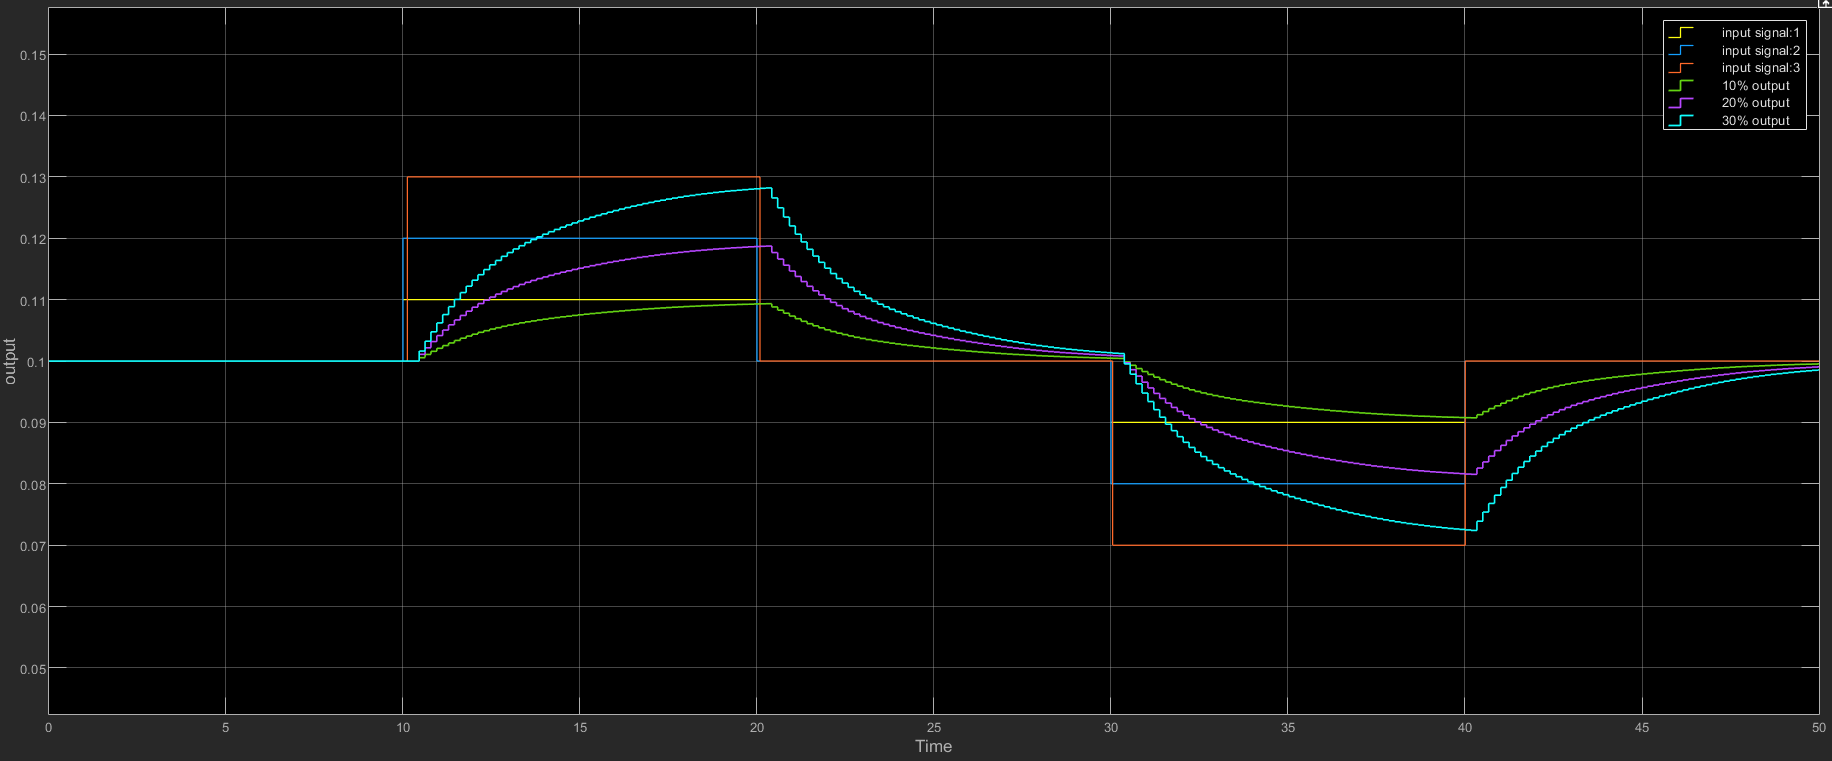 input signal:1
input signal:2
input signal:3
10% output
20% output
30% output
0.15
0.14
0.13
0.12
0.11
0.1
0.09
0.08
0.07
0.06
0.05
output
0 5 10 15 20 25 30 35 40 45 50
Time